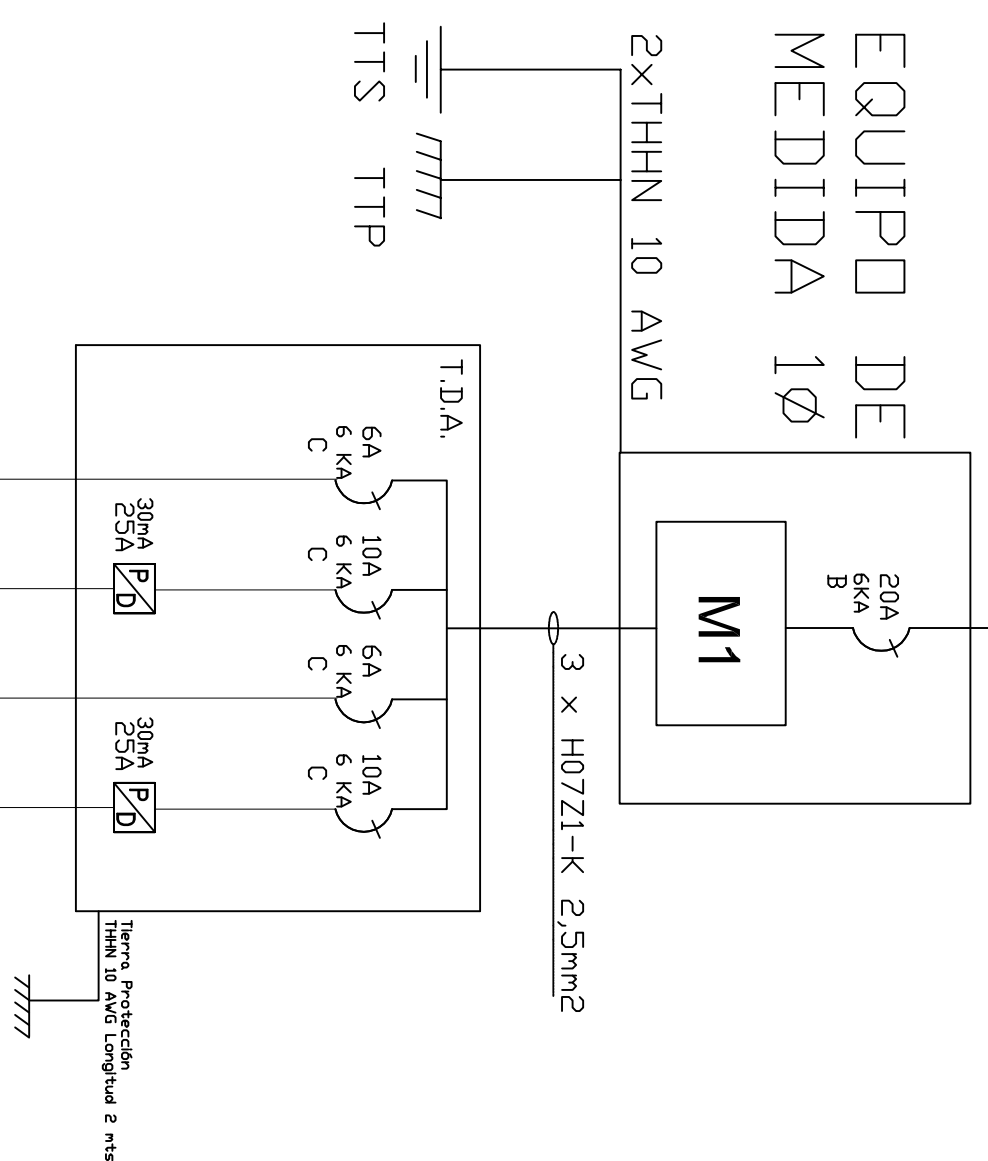 EQUIPO DE
MEDIDA 1Ø
20A
6KA
B
M1
2xTHHN 10 AWG
TTS
TTP
3 x H07Z1-K 2,5mm2
T.D.A.
6A
6 KA
C
10A
6 KA
C
6A
6 KA
C
10A
6 KA
C
30mA
25A
P
D
30mA
25A
P
D
Tierra Protección
THHN 10 AWG Longitud 2 mts